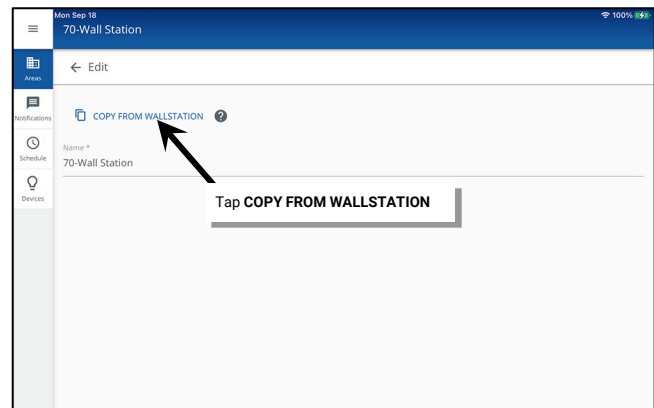 Mon Sep 18
100%
70-Wall Station
Areas
← Edit
Notifications
COPY FROM WALLSTATION ?
Schedule
Name *
70-Wall Station
Devices
Tap COPY FROM WALLSTATION